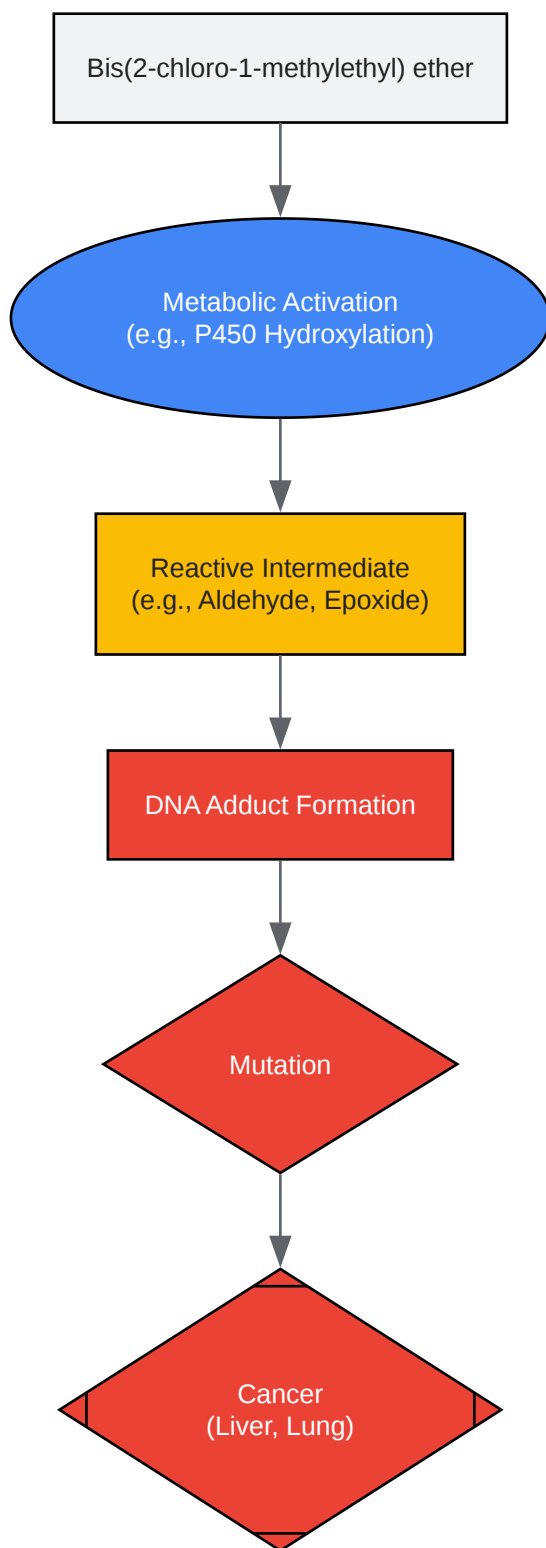 Bis(2-chloro-1-methylethyl) ether
Metabolic Activation
(e.g., P450 Hydroxylation)
Reactive Intermediate
(e.g., Aldehyde, Epoxide)
DNA Adduct Formation
Mutation
Cancer
(Liver, Lung)